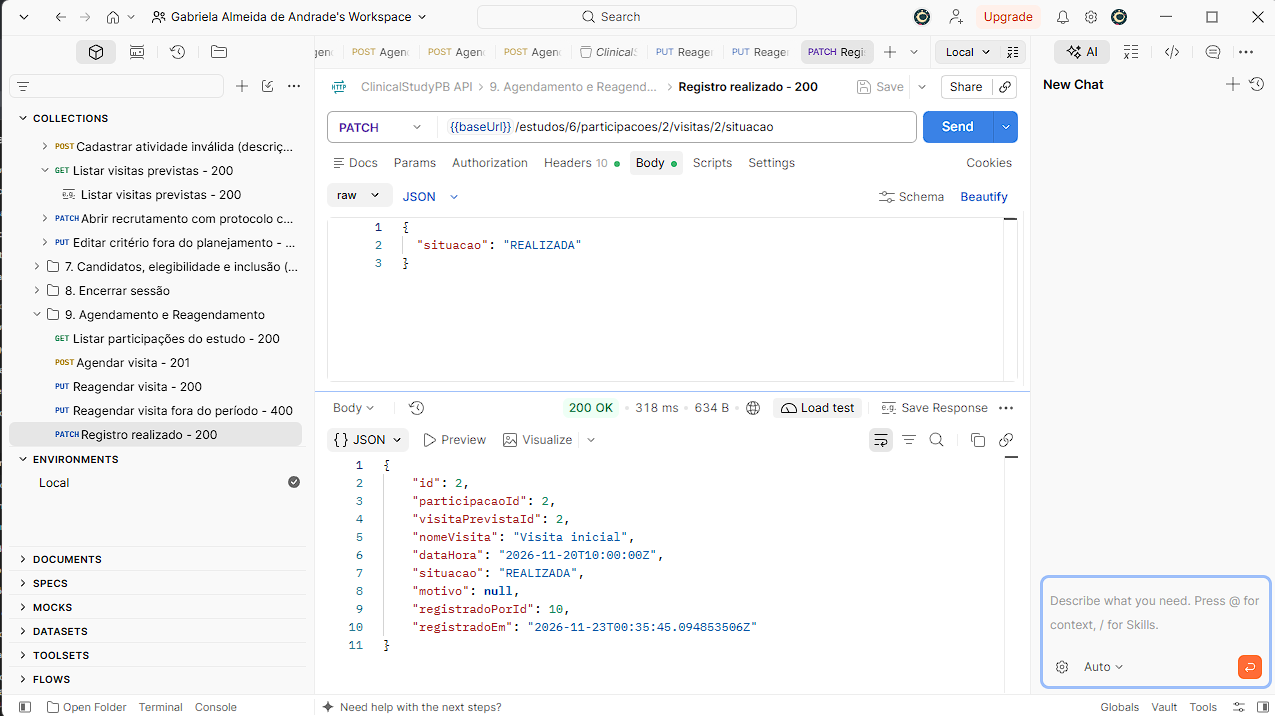 Gabriela Almeida de Andrade's Workspace
Search
Upgrade
POST Agen
POST Agen
POST Agen
ClinicalS
PUT Reager
PUT Reage
PATCH Regi
Local
AI
COLLECTIONS
POST Cadastrar atividade inválida (descriç...
GET Listar visitas previstas - 200
e.g. Listar visitas previstas - 200
PATCH Abrir recrutamento com protocolo c...
PUT Editar critério fora do planejamento - ...
7. Candidatos, elegibilidade e inclusão (...
8. Encerrar sessão
9. Agendamento e Reagendamento
GET Listar participações do estudo - 200
POST Agendar visita - 201
PUT Reagendar visita - 200
PUT Reagendar visita fora do período - 400
PATCH Registro realizado - 200
ENVIRONMENTS
Local
DOCUMENTS
SPECS
MOCKS
DATASETS
TOOLSETS
FLOWS
HTTP ClinicalStudyPB API > 9. Agendamento e Reagend... > Registro realizado - 200
Save
Share
PATCH
{{baseUrl}} /estudos/6/participacoes/2/visitas/2/situacao
Send
Docs Params Authorization Headers 10 Body Scripts Settings
Cookies
raw
JSON
Schema
Beautify
1 {
2 "situacao": "REALIZADA"
3 }
Body
200 OK • 318 ms • 634 B
Load test
e.g. Save Response
{} JSON
Preview
Visualize
1 {
2 "id": 2,
3 "participacaoId": 2,
4 "visitaPrevistaId": 2,
5 "nomeVisita": "Visita inicial",
6 "dataHora": "2026-11-20T10:00:00Z",
7 "situacao": "REALIZADA",
8 "motivo": null,
9 "registradoPorId": 10,
10 "registradoEm": "2026-11-23T00:35:45.094853506Z"
11 }
New Chat
Describe what you need. Press @ for
context, / for Skills.
Auto
Open Folder
Terminal
Console
Need help with the next steps?
Globals
Vault
Tools